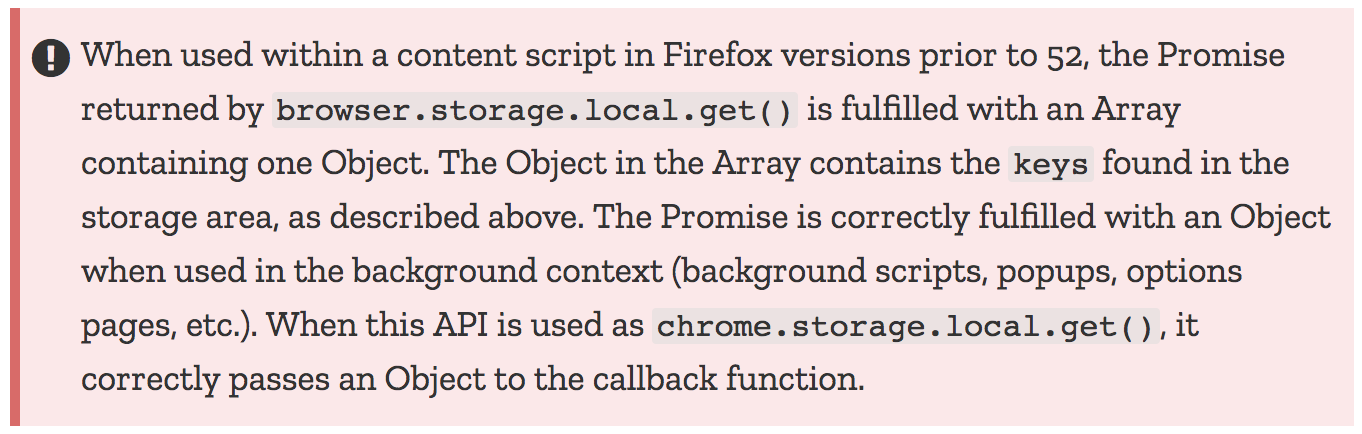 When used within a content script in Firefox versions prior to 52, the Promise
returned by browser.storage.local.get() is fulfilled with an Array
containing one Object. The Object in the Array contains the keys found in the
storage area, as described above. The Promise is correctly fulfilled with an Object
when used in the background context (background scripts, popups, options
pages, etc.). When this API is used as chrome.storage.local.get(), it
correctly passes an Object to the callback function.